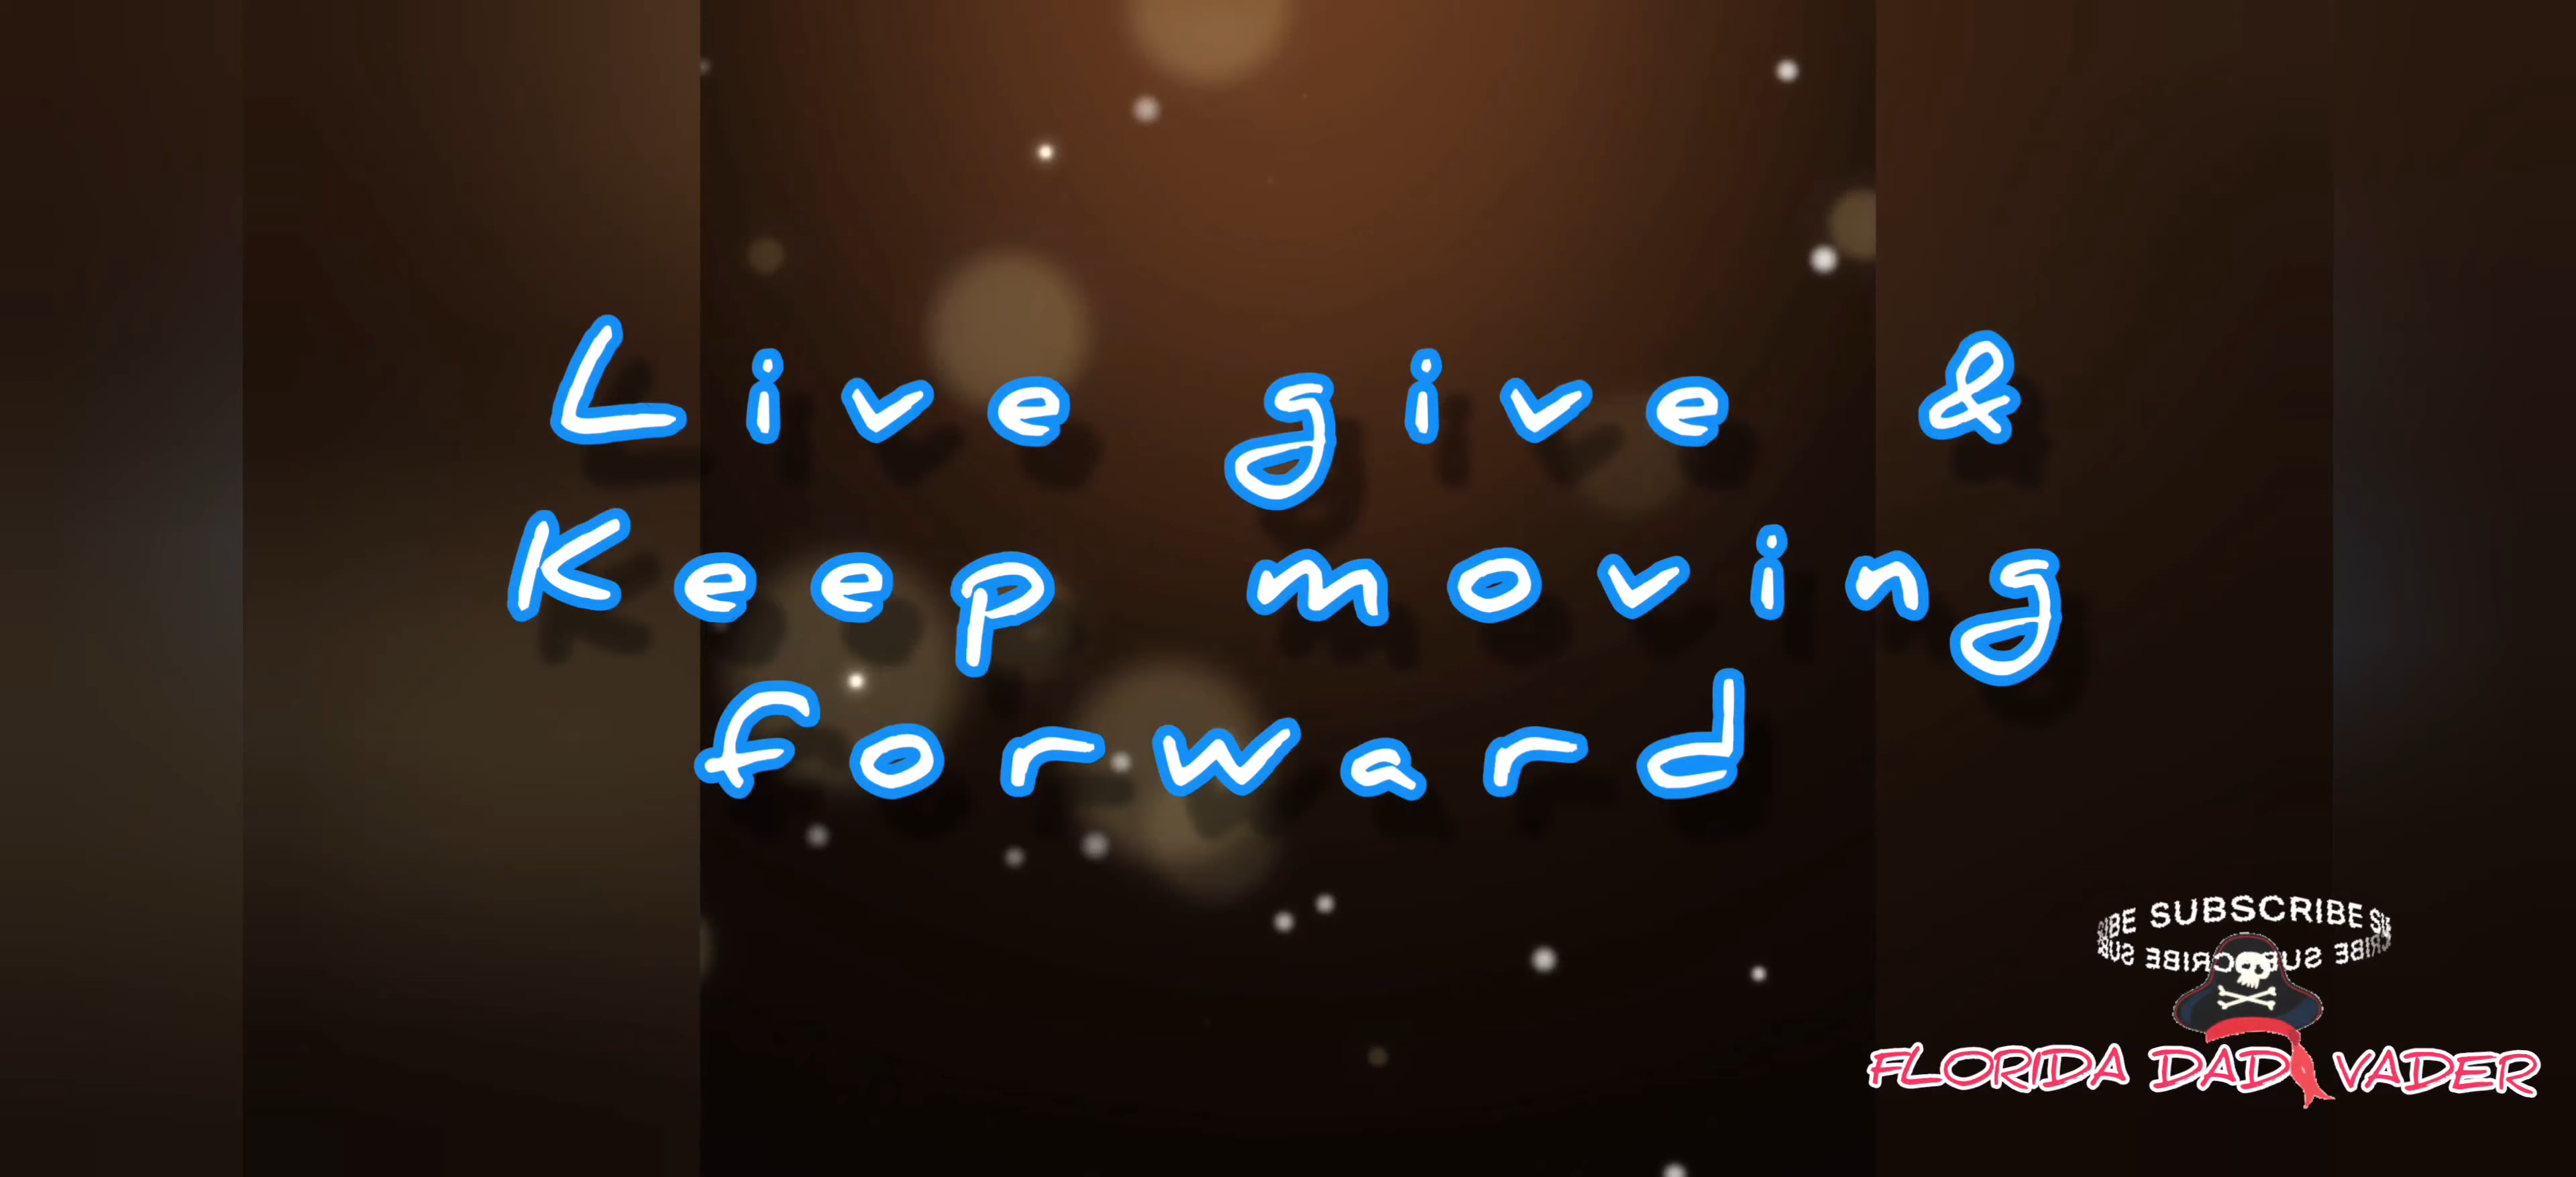 Live give &
Keep moving
forward
SUBSCRIBE
FLORIDA DAD VADER